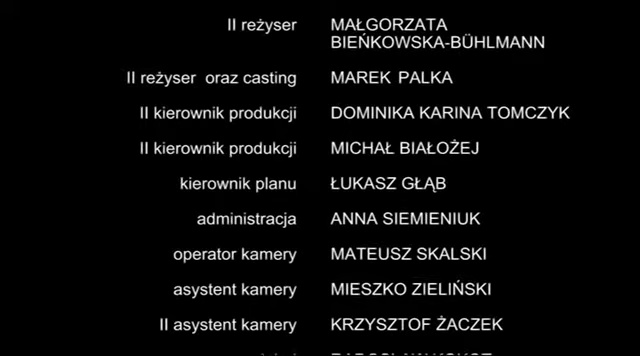 II reżyser MAŁGORZATA
BIEŃKOWSKA-BÜHLMANN
II reżyser oraz casting MAREK PALKA
II kierownik produkcji DOMINIKA KARINA TOMCZYK
II kierownik produkcji MICHAŁ BIAŁOŻEJ
kierownik planu ŁUKASZ GŁĄB
administracja ANNA SIEMIENIUK
operator kamery MATEUSZ SKALSKI
asystent kamery MIESZKO ZIELIŃSKI
II asystent kamery KRZYSZTOF ŻACZEK